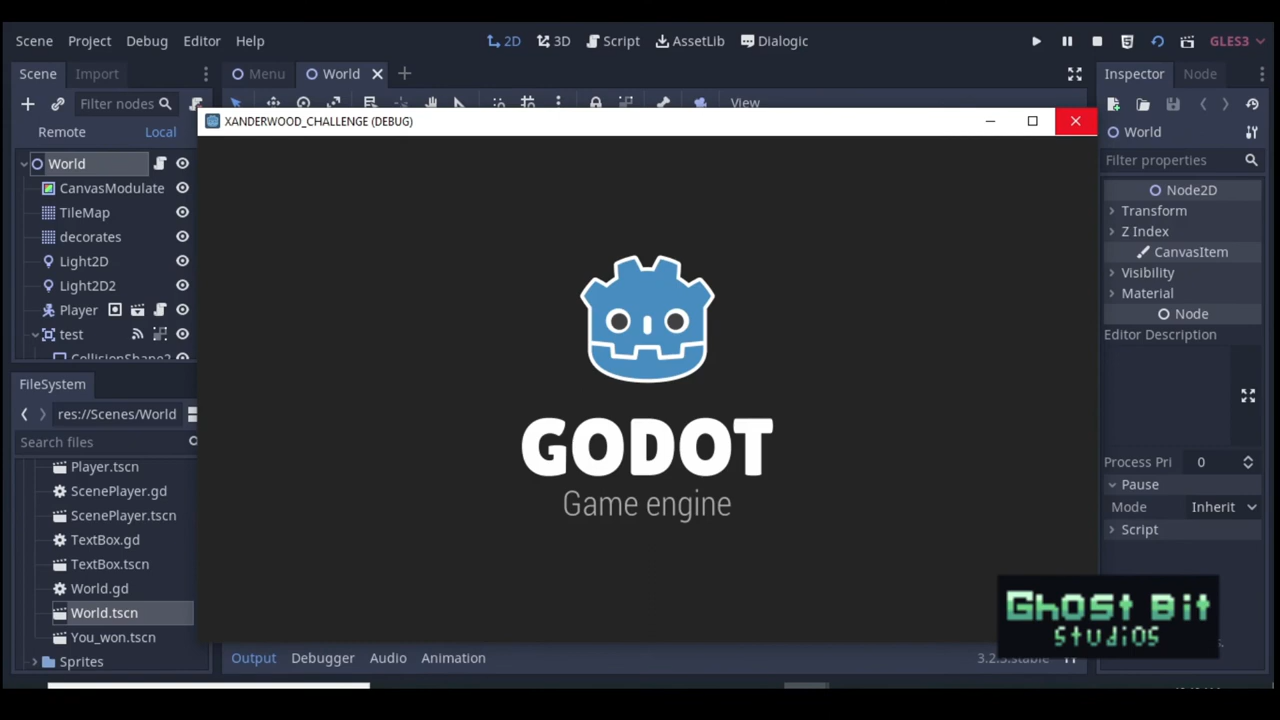 Scene Project Debug Editor Help
2D 3D Script AssetLib Dialogic
GLES3
Scene Import
Menu World
Inspector Node
Filter nodes
View
Remote Local
XANDERWOOD_CHALLENGE (DEBUG)
World
Filter properties
World
CanvasModulate
TileMap
decorates
Light2D
Light2D2
Player
test
CollisionShape2
Node2D
Transform
Z Index
CanvasItem
Visibility
Material
Node
Editor Description
GODOT
Game engine
FileSystem
res://Scenes/World
Search files
Player.tscn
ScenePlayer.gd
ScenePlayer.tscn
TextBox.gd
TextBox.tscn
World.gd
World.tscn
You_won.tscn
Sprites
Process Pri 0
Pause
Mode Inherit
Script
Ghost Bit
Studios
Output Debugger Audio Animation